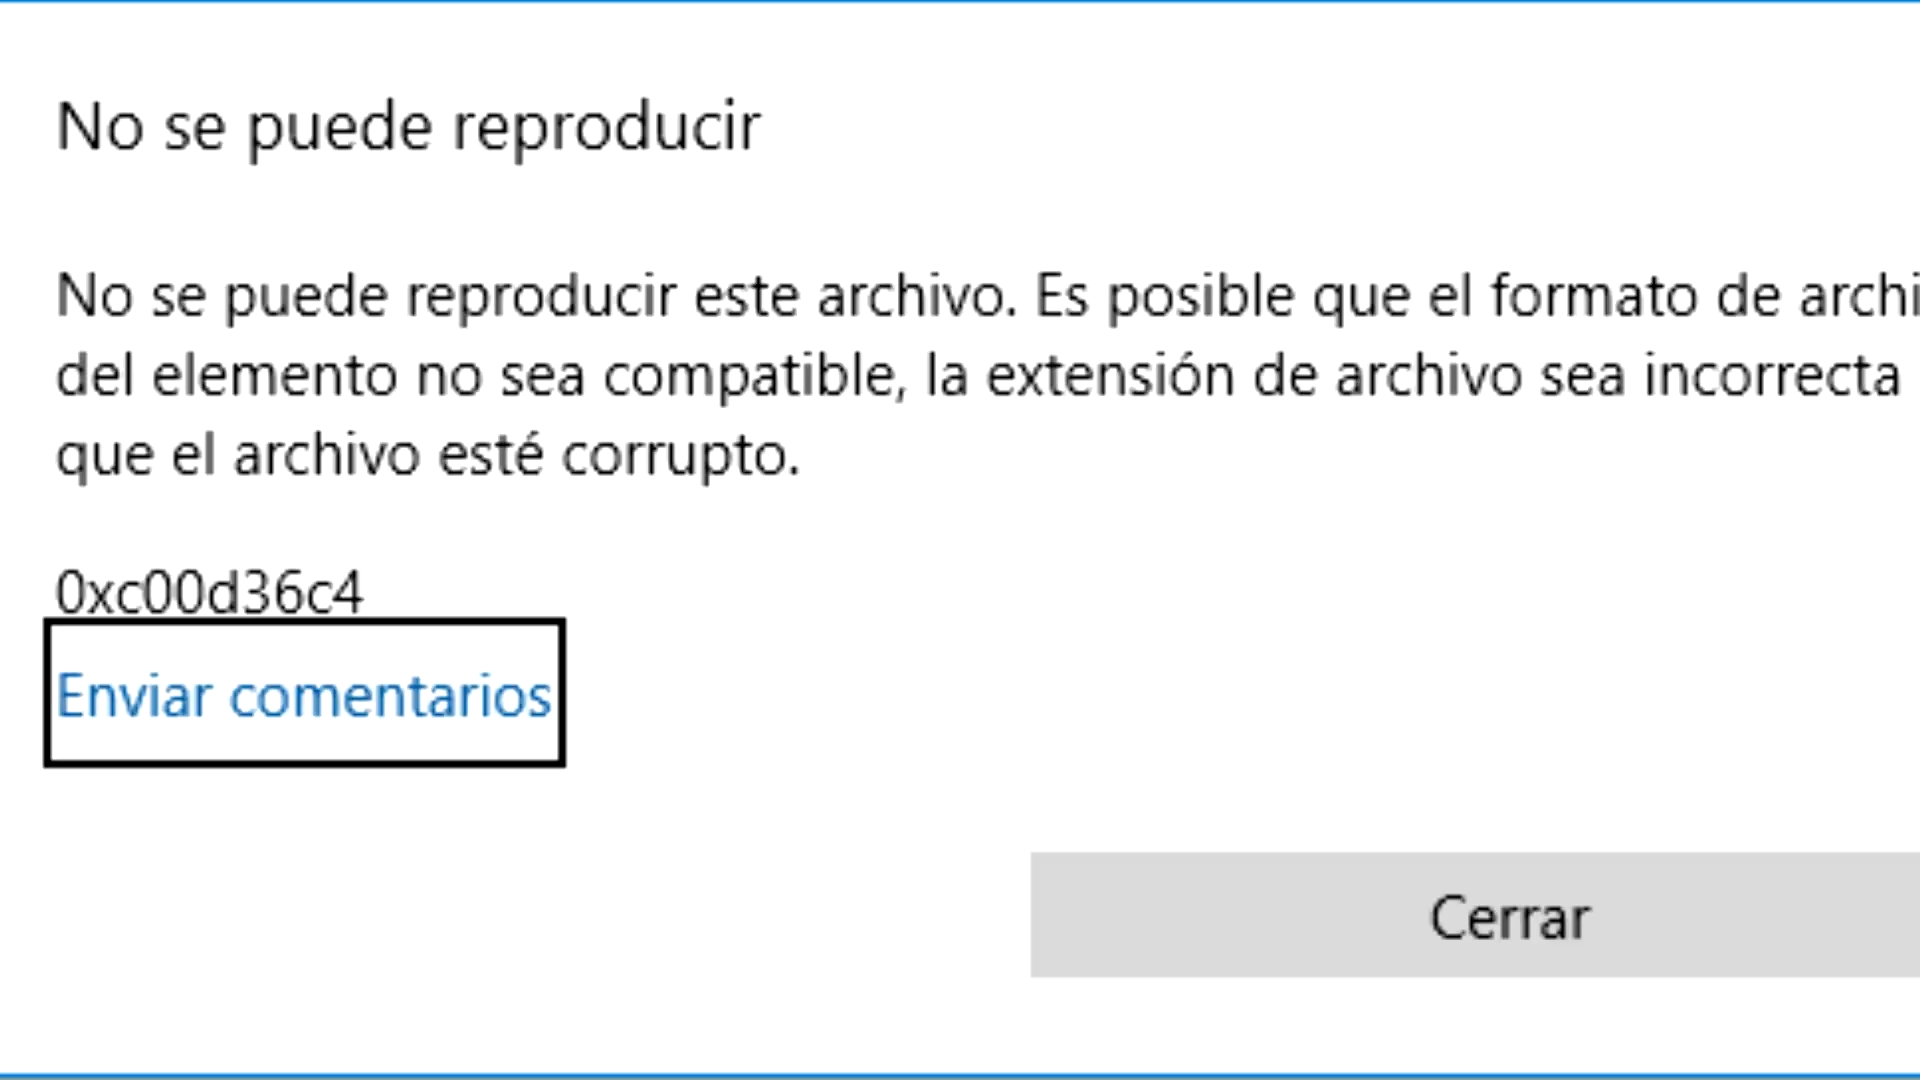 No se puede reproducir
No se puede reproducir este archivo. Es posible que el formato de archi
del elemento no sea compatible, la extensión de archivo sea incorrecta
que el archivo esté corrupto.
0xc00d36c4
Enviar comentarios
Cerrar